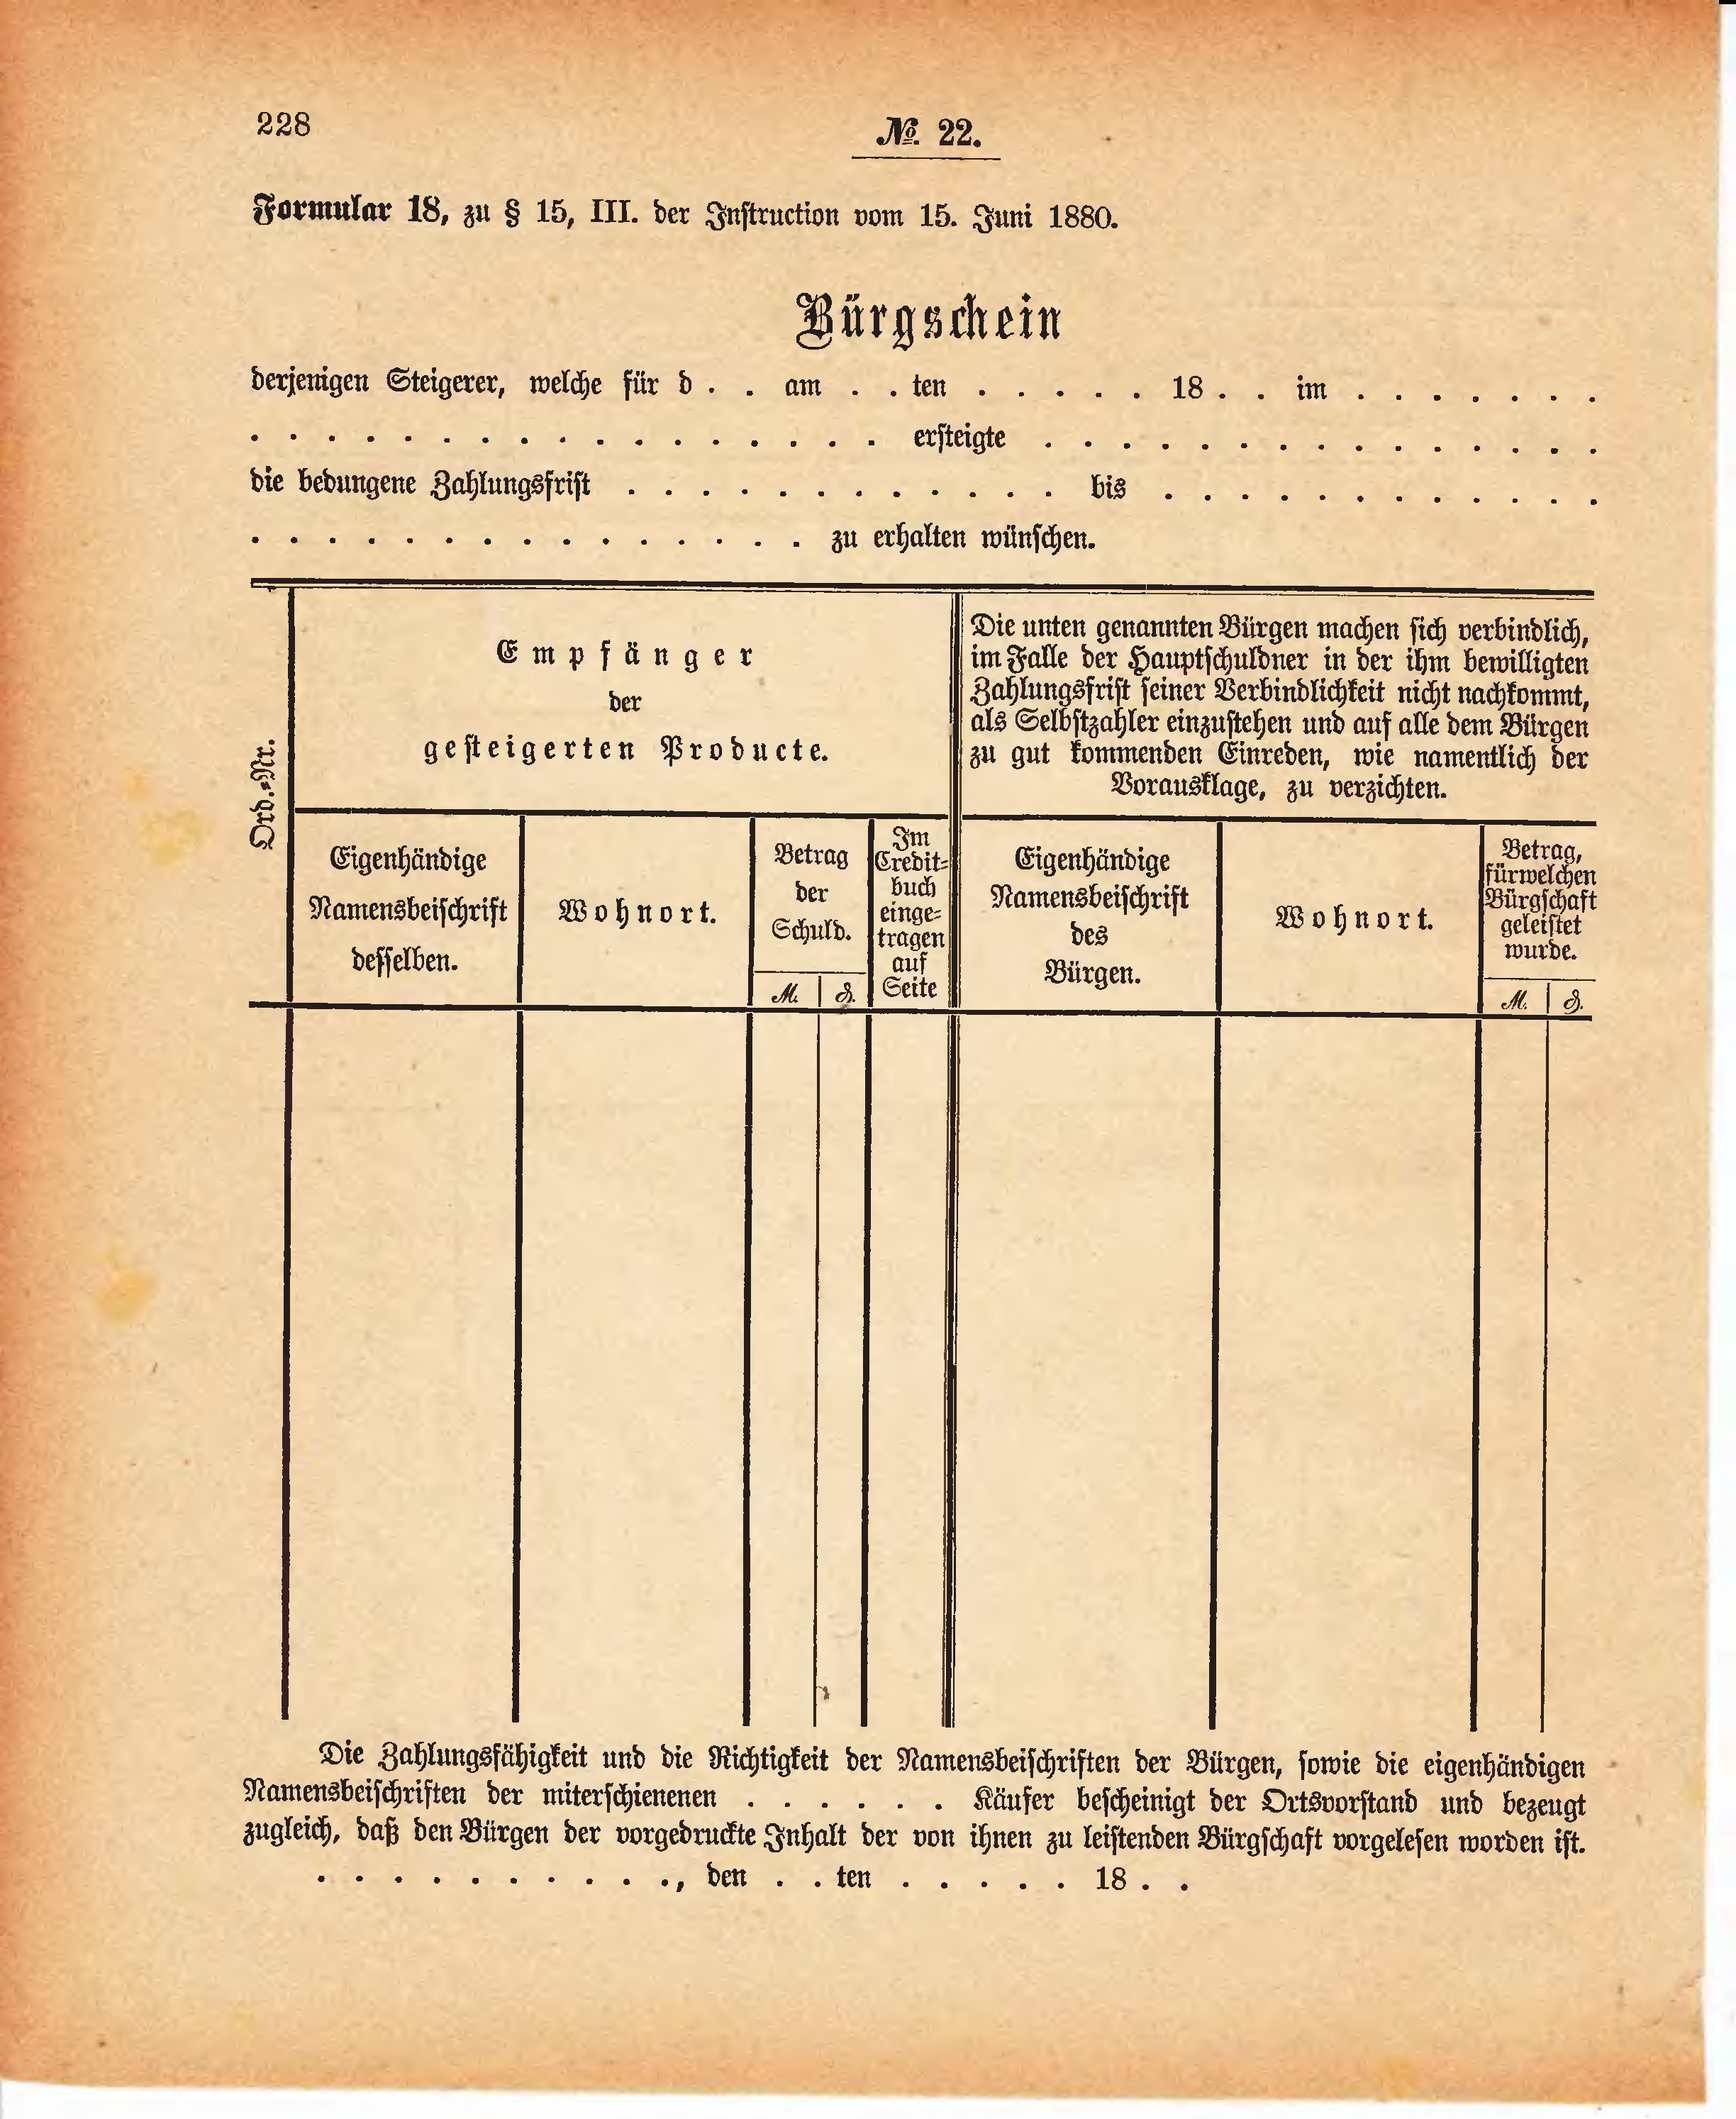 228
№. 22.
Formular 18, zu § 15, III. der Inſtruction vom 15. Juni 1880.
Bürgschein
derjenigen Steigerer, welche für d . . am . . ten . . . . . 18 . . im . . . . . . .
. . . . . . . . . . . . . . . . . erſteigte . . . . . . . . . . . . . . .
die bedungene Zahlungsfriſt . . . . . . . . . . . . bis . . . . . . . . . . . .
. . . . . . . . . . . . . . . zu erhalten wünſchen.
Ord.-Nr.
Empfänger
der
geſteigerten Producte.
Die unten genannten Bürgen machen ſich verbindlich,
im Falle der Hauptſchuldner in der ihm bewilligten
Zahlungsfriſt ſeiner Verbindlichkeit nicht nachkommt,
als Selbſtzahler einzuſtehen und auf alle dem Bürgen
zu gut kommenden Einreden, wie namentlich der
Vorausklage, zu verzichten.
Eigenhändige
Namensbeiſchrift
deſſelben.
Wohnort.
Betrag
der
Schuld.
M. ₰.
Im
Credit-
buch
einge-
tragen
auf
Seite
Eigenhändige
Namensbeiſchrift
des
Bürgen.
Wohnort.
Betrag,
für welchen
Bürgſchaft
geleiſtet
wurde.
M. ₰.
Die Zahlungsfähigkeit und die Richtigkeit der Namensbeiſchriften der Bürgen, ſowie die eigenhändigen
Namensbeiſchriften der miterſchienenen . . . . . . Käufer beſcheinigt der Ortsvorſtand und bezeugt
zugleich, daß den Bürgen der vorgedruckte Inhalt der von ihnen zu leiſtenden Bürgſchaft vorgeleſen worden iſt.
. . . . . . . . . . , den . . ten . . . . . 18 . .